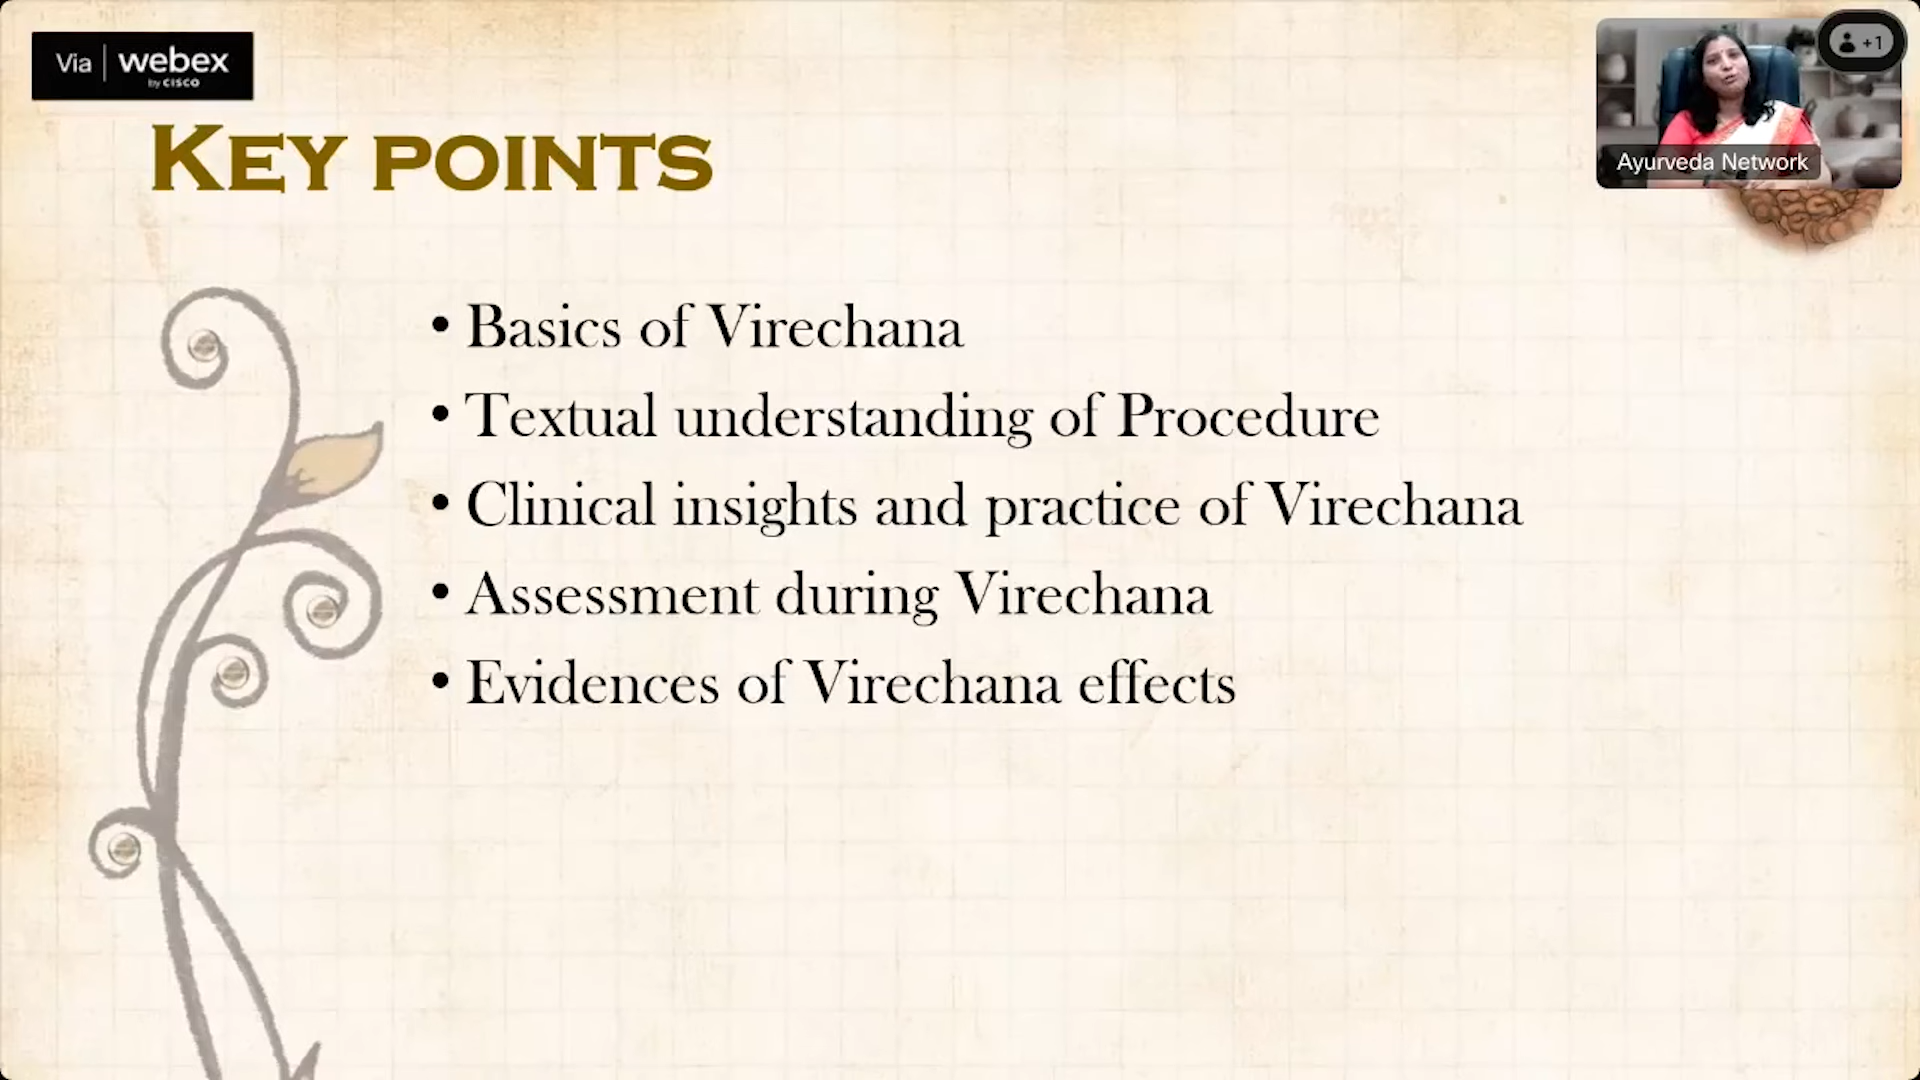 Via webex
by CISCO
+1
Ayurveda Network
KEY POINTS
• Basics of Virechana
• Textual understanding of Procedure
• Clinical insights and practice of Virechana
• Assessment during Virechana
• Evidences of Virechana effects